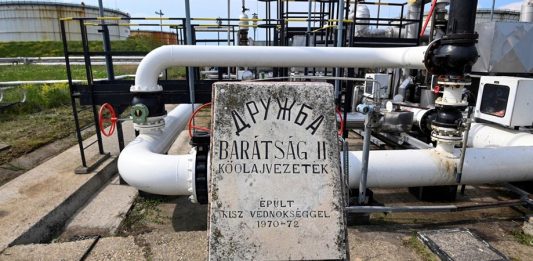 ДРУЖБА
BARÁTSÁG II
KŐOLAJVEZETÉK
ÉPÜLT
KISZ VÉDNÖKSÉGGEL
1970-72